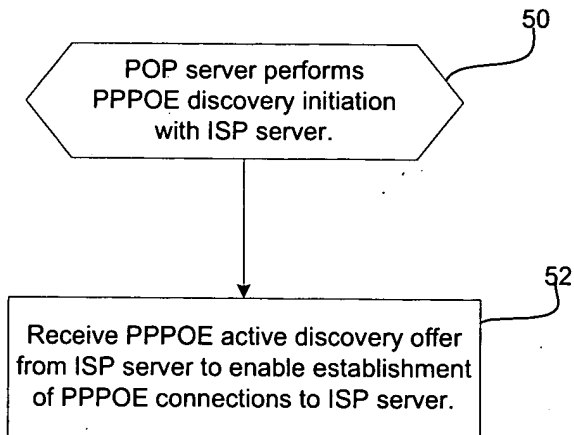 50
POP server performs
PPPOE discovery initiation
with ISP server.
52
Receive PPPOE active discovery offer
from ISP server to enable establishment
of PPPOE connections to ISP server.